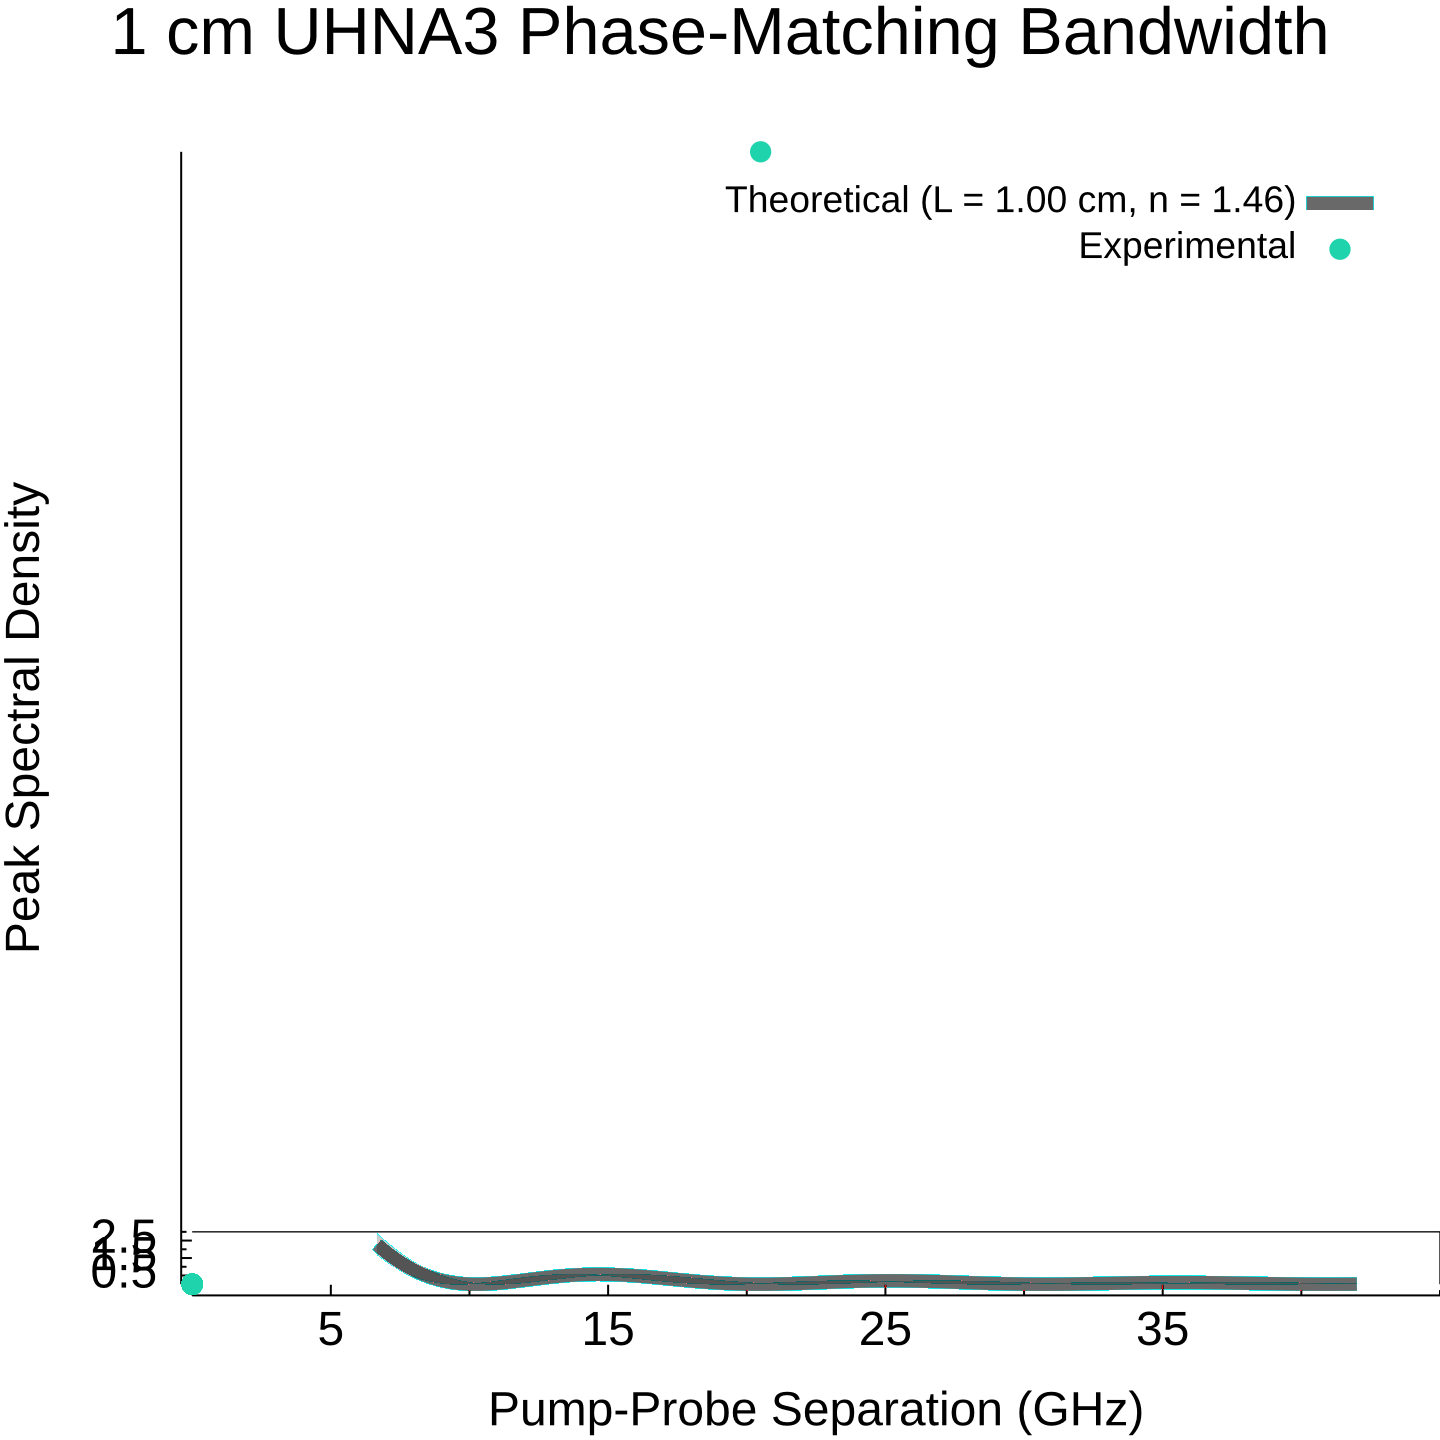 1 cm UHNA3 Phase-Matching Bandwidth
Theoretical (L = 1.00 cm, n = 1.46)
Experimental
Peak Spectral Density
2.5
0.5
5 15 25 35
Pump-Probe Separation (GHz)